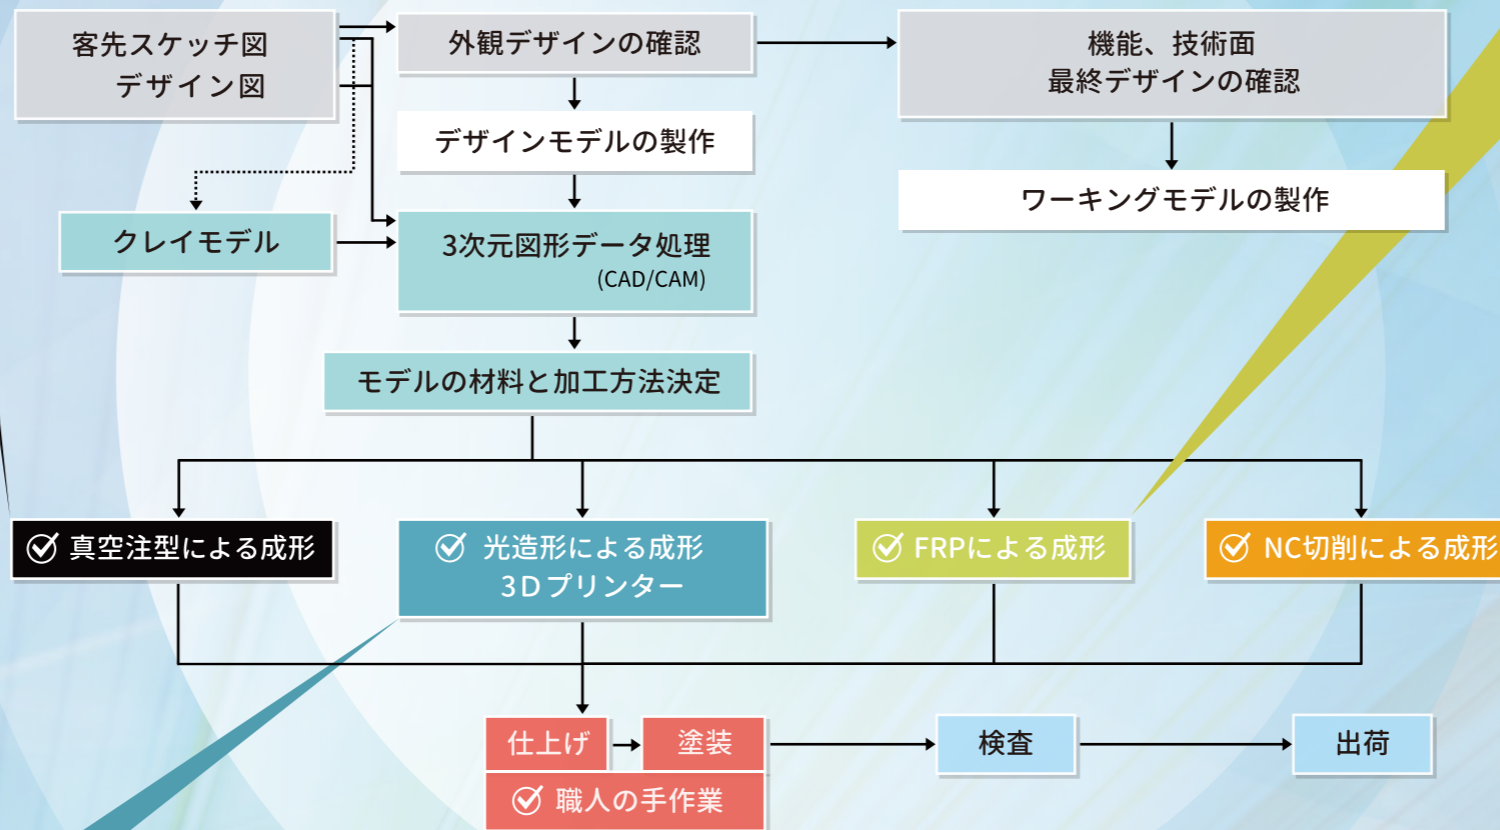 客先スケッチ図
デザイン図
外観デザインの確認
機能、技術面
最終デザインの確認
デザインモデルの製作
ワーキングモデルの製作
クレイモデル
3次元図形データ処理
(CAD/CAM)
モデルの材料と加工方法決定
真空注型による成形
光造形による成形
3Dプリンター
FRPによる成形
NC切削による成形
仕上げ
塗装
検査
出荷
職人の手作業